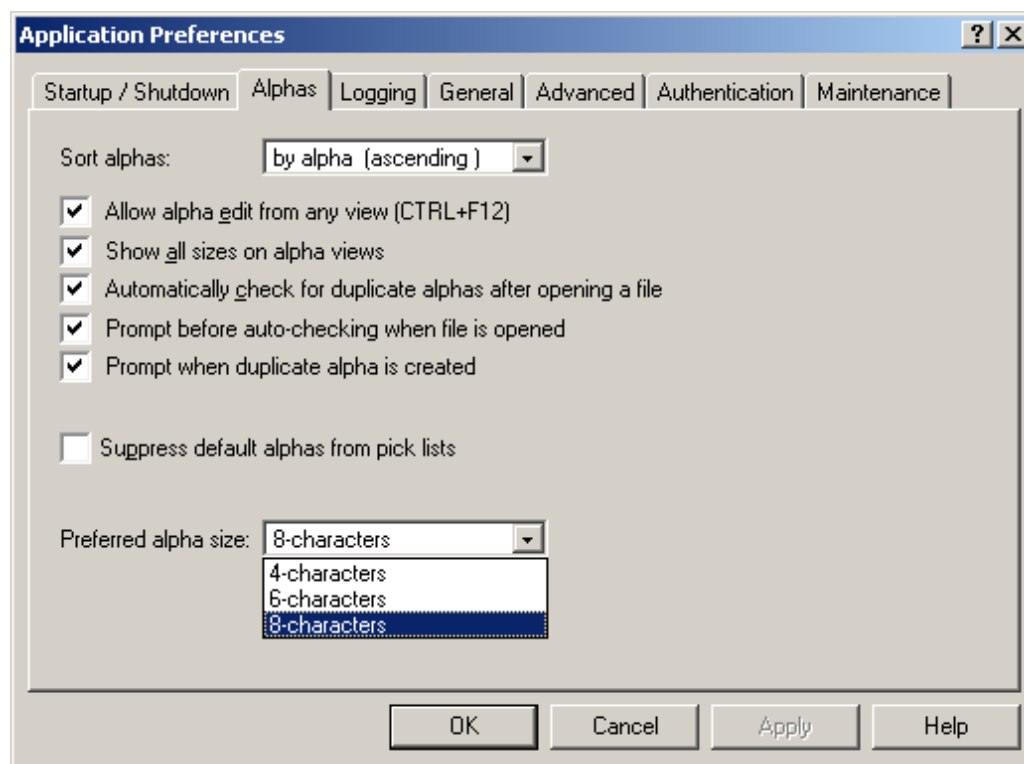 Application Preferences
Startup / Shutdown Alphas Logging General Advanced Authentication Maintenance
Sort alphas: by alpha (ascending )
Allow alpha edit from any view (CTRL+F12)
Show all sizes on alpha views
Automatically check for duplicate alphas after opening a file
Prompt before auto-checking when file is opened
Prompt when duplicate alpha is created
Suppress default alphas from pick lists
Preferred alpha size: 8-characters
4-characters
6-characters
8-characters
OK Cancel Apply Help